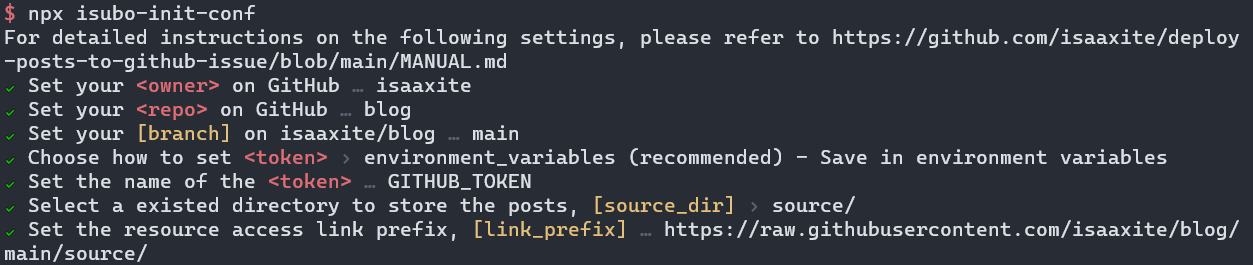 $ npx isubo-init-conf
For detailed instructions on the following settings, please refer to https://github.com/isaaxite/deploy
-posts-to-github-issue/blob/main/MANUAL.md
✓ Set your <owner> on GitHub … isaaxite
✓ Set your <repo> on GitHub … blog
✓ Set your [branch] on isaaxite/blog … main
✓ Choose how to set <token> › environment_variables (recommended) - Save in environment variables
✓ Set the name of the <token> … GITHUB_TOKEN
✓ Select a existed directory to store the posts, [source_dir] › source/
✓ Set the resource access link prefix, [link_prefix] … https://raw.githubusercontent.com/isaaxite/blog/
main/source/